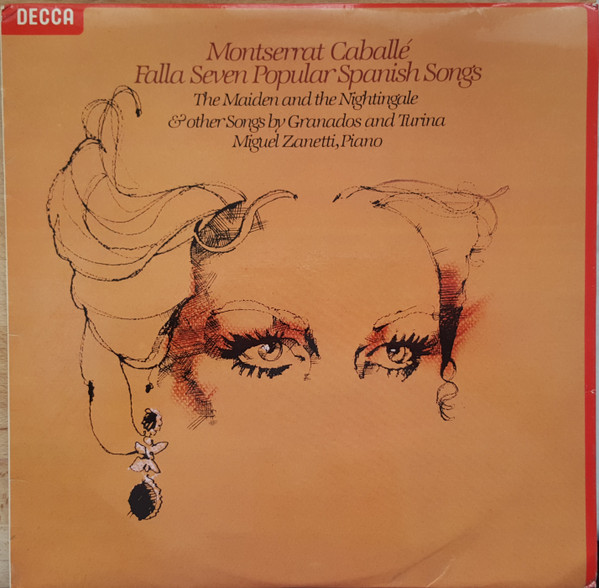 DECCA
Montserrat Caballé
Falla Seven Popular Spanish Songs
The Maiden and the Nightingale
& other Songs by Granados and Turina
Miguel Zanetti, Piano